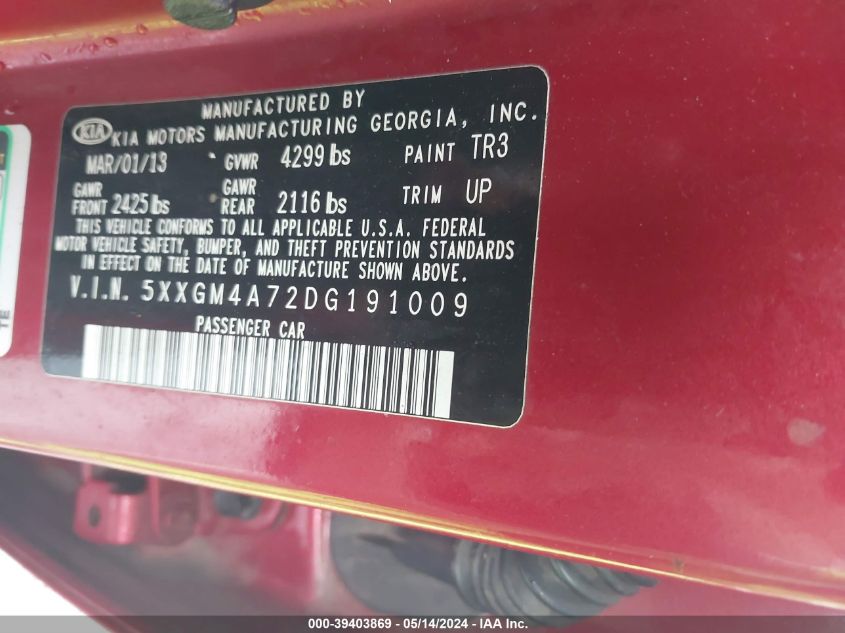 MANUFACTURED BY
KIA KIA MOTORS MANUFACTURING GEORGIA, INC.
MAR/01/13 GVWR 4299 lbs PAINT TR3
GAWR FRONT 2425 lbs GAWR REAR 2116 lbs TRIM UP
THIS VEHICLE CONFORMS TO ALL APPLICABLE U.S.A. FEDERAL
MOTOR VEHICLE SAFETY, BUMPER, AND THEFT PREVENTION STANDARDS
IN EFFECT ON THE DATE OF MANUFACTURE SHOWN ABOVE.
V.I.N. 5XXGM4A72DG191009
PASSENGER CAR
000-39403869 - 05/14/2024 - IAA Inc.